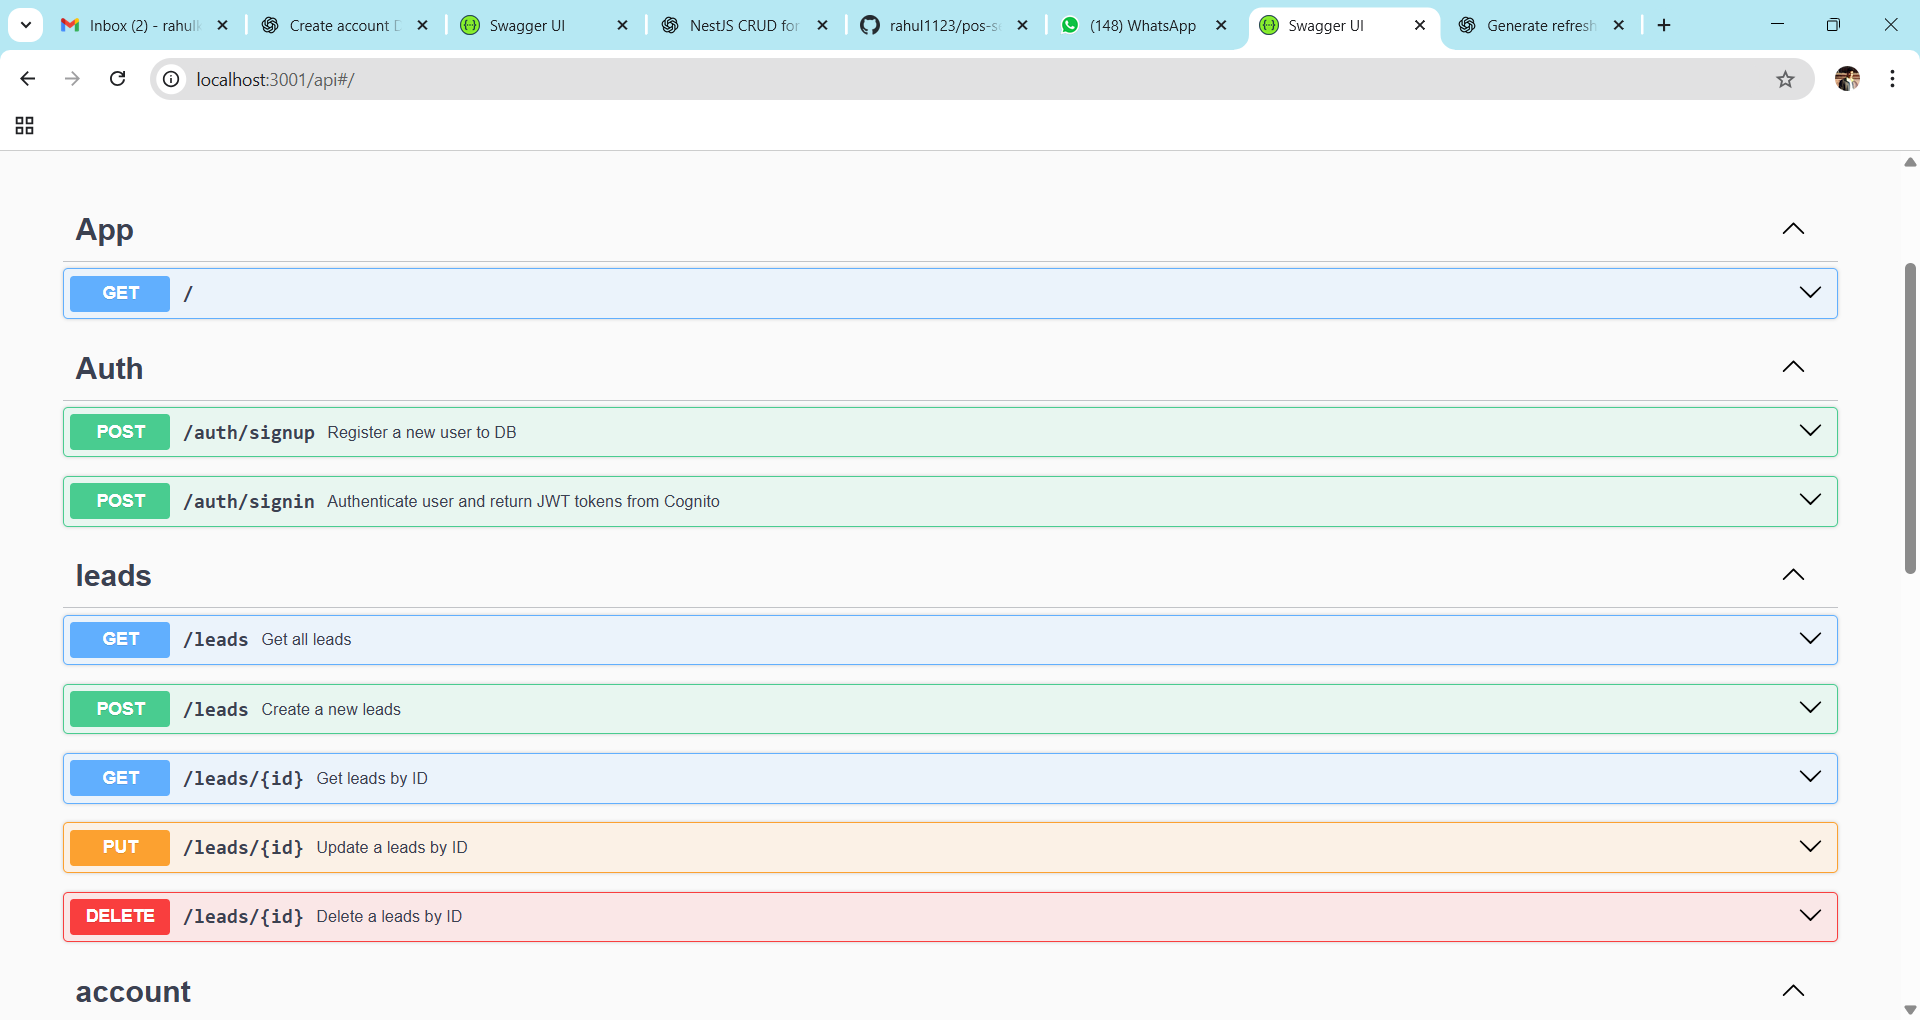 Inbox (2) - rahulk
Create account D
Swagger UI
NestJS CRUD for
rahul1123/pos-se
(148) WhatsApp
Swagger UI
Generate refresh
localhost:3001/api#/
App
GET /
Auth
POST /auth/signup Register a new user to DB
POST /auth/signin Authenticate user and return JWT tokens from Cognito
leads
GET /leads Get all leads
POST /leads Create a new leads
GET /leads/{id} Get leads by ID
PUT /leads/{id} Update a leads by ID
DELETE /leads/{id} Delete a leads by ID
account